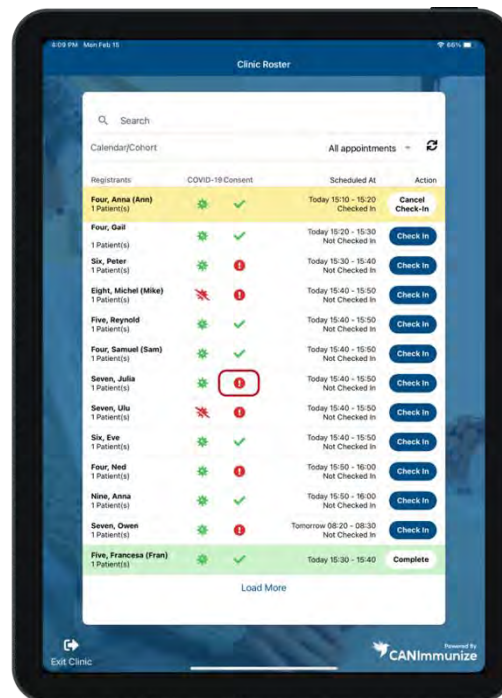 4:09 PM Mon Feb 15
66%
Clinic Roster
Search
Calendar/Cohort
All appointments
Registrants COVID-19 Consent Scheduled At Action
Four, Anna (Ann) Today 15:10 - 15:20 Cancel
1 Patient(s) Checked In Check-In
Four, Gail Today 15:20 - 15:30 Check In
1 Patient(s) Not Checked In
Six, Peter Today 15:30 - 15:40 Check In
1 Patient(s) Not Checked In
Eight, Michel (Mike) Today 15:40 - 15:50 Check In
1 Patient(s) Not Checked In
Five, Reynold Today 15:40 - 15:50 Check In
1 Patient(s) Not Checked In
Four, Samuel (Sam) Today 15:40 - 15:50 Check In
1 Patient(s) Not Checked In
Seven, Julia Today 15:40 - 15:50 Check In
1 Patient(s) Not Checked In
Seven, Ulu Today 15:40 - 15:50 Check In
1 Patient(s) Not Checked In
Six, Eve Today 15:40 - 15:50 Check In
1 Patient(s) Not Checked In
Four, Ned Today 15:50 - 16:00 Check In
1 Patient(s) Not Checked In
Nine, Anna Today 15:50 - 16:00 Check In
1 Patient(s) Not Checked In
Seven, Owen Tomorrow 08:20 - 08:30 Check In
1 Patient(s) Not Checked In
Five, Francesa (Fran) Today 15:30 - 15:40 Complete
1 Patient(s)
Load More
Exit Clinic
Powered By
CANImmunize